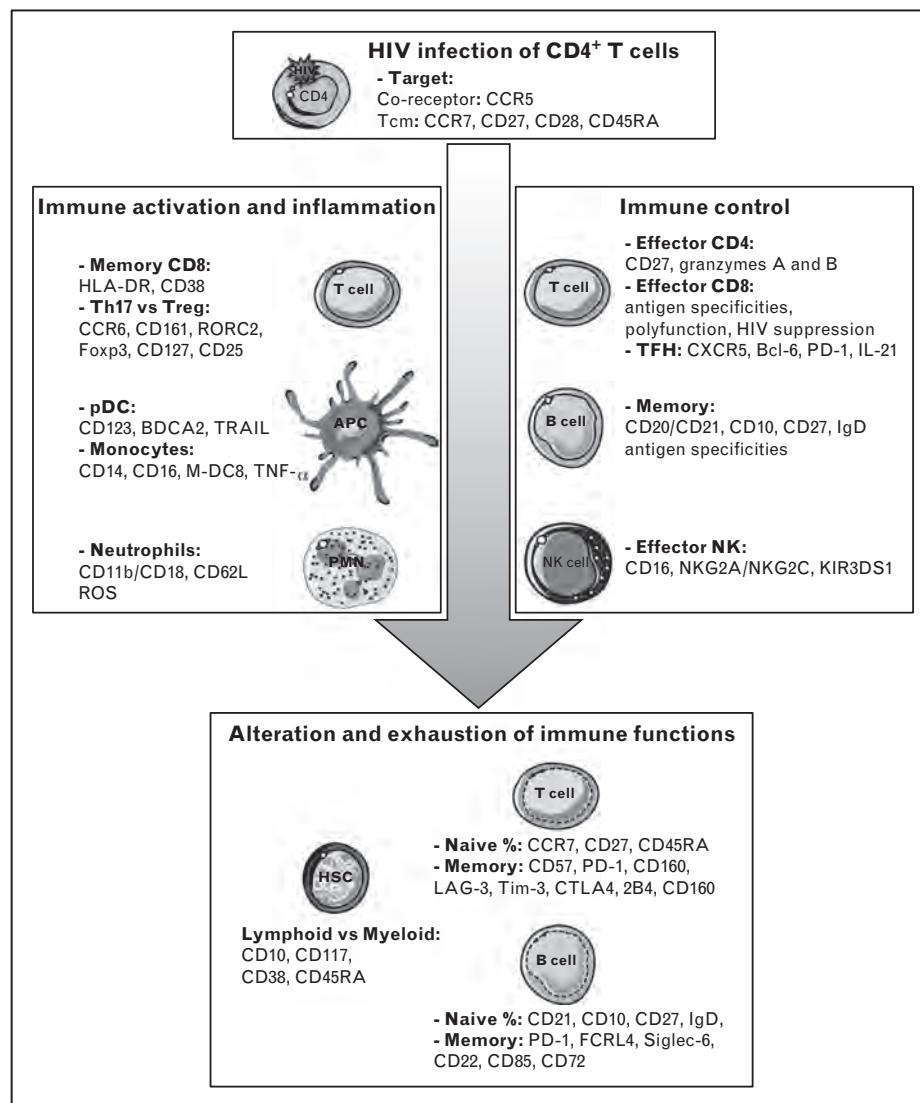 HIV infection of CD4⁺ T cells
HIV
CD4
- Target:
Co-receptor: CCR5
Tcm: CCR7, CD27, CD28, CD45RA
Immune activation and inflammation
- Memory CD8:
HLA-DR, CD38
- Th17 vs Treg:
CCR6, CD161, RORC2,
Foxp3, CD127, CD25
T cell
- pDC:
CD123, BDCA2, TRAIL
- Monocytes:
CD14, CD16, M-DC8, TNF-α
APC
- Neutrophils:
CD11b/CD18, CD62L
ROS
PMN
Immune control
T cell
- Effector CD4:
CD27, granzymes A and B
- Effector CD8:
antigen specificities,
polyfunction, HIV suppression
- TFH: CXCR5, Bcl-6, PD-1, IL-21
B cell
- Memory:
CD20/CD21, CD10, CD27, IgD
antigen specificities
NK cell
- Effector NK:
CD16, NKG2A/NKG2C, KIR3DS1
Alteration and exhaustion of immune functions
HSC
Lymphoid vs Myeloid:
CD10, CD117,
CD38, CD45RA
T cell
- Naive %: CCR7, CD27, CD45RA
- Memory: CD57, PD-1, CD160,
LAG-3, Tim-3, CTLA4, 2B4, CD160
B cell
- Naive %: CD21, CD10, CD27, IgD,
- Memory: PD-1, FCRL4, Siglec-6,
CD22, CD85, CD72